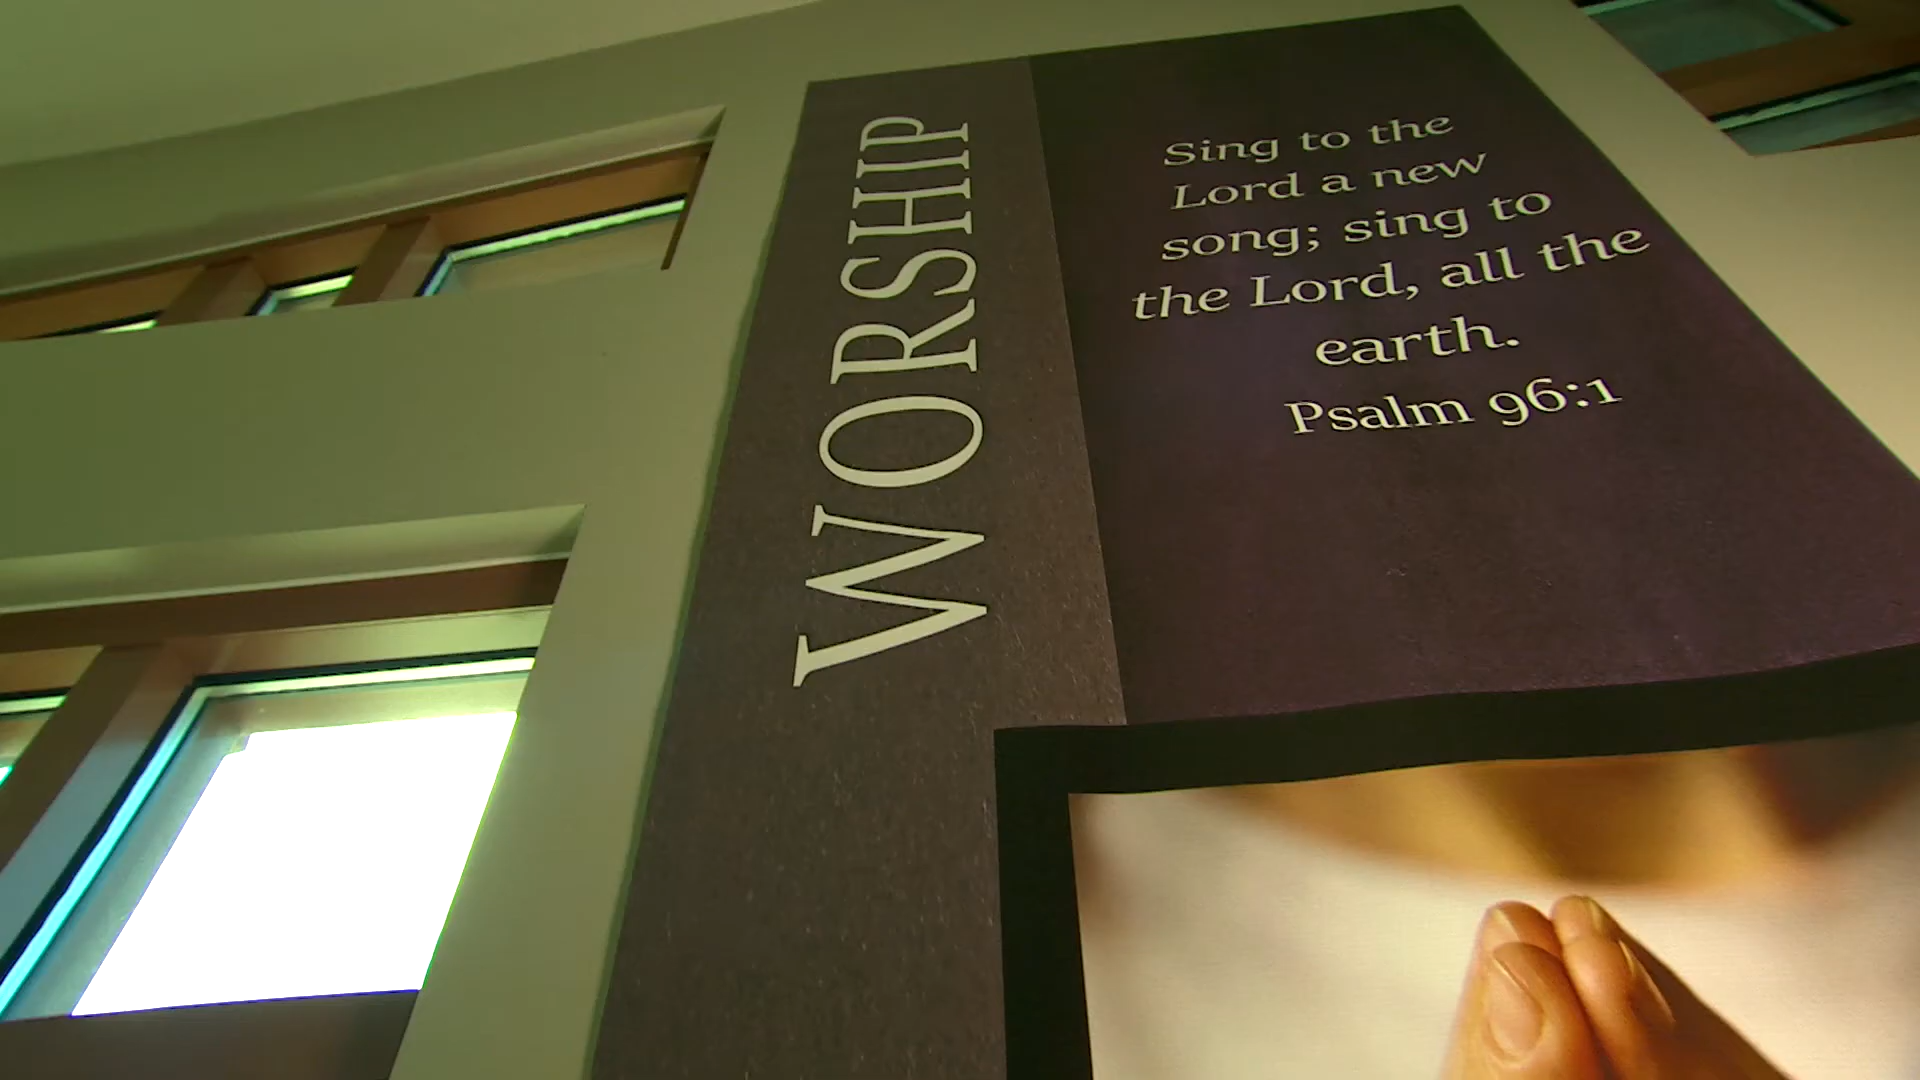 WORSHIP
Sing to the
Lord a new
song; sing to
the Lord, all the
earth.
Psalm 96:1